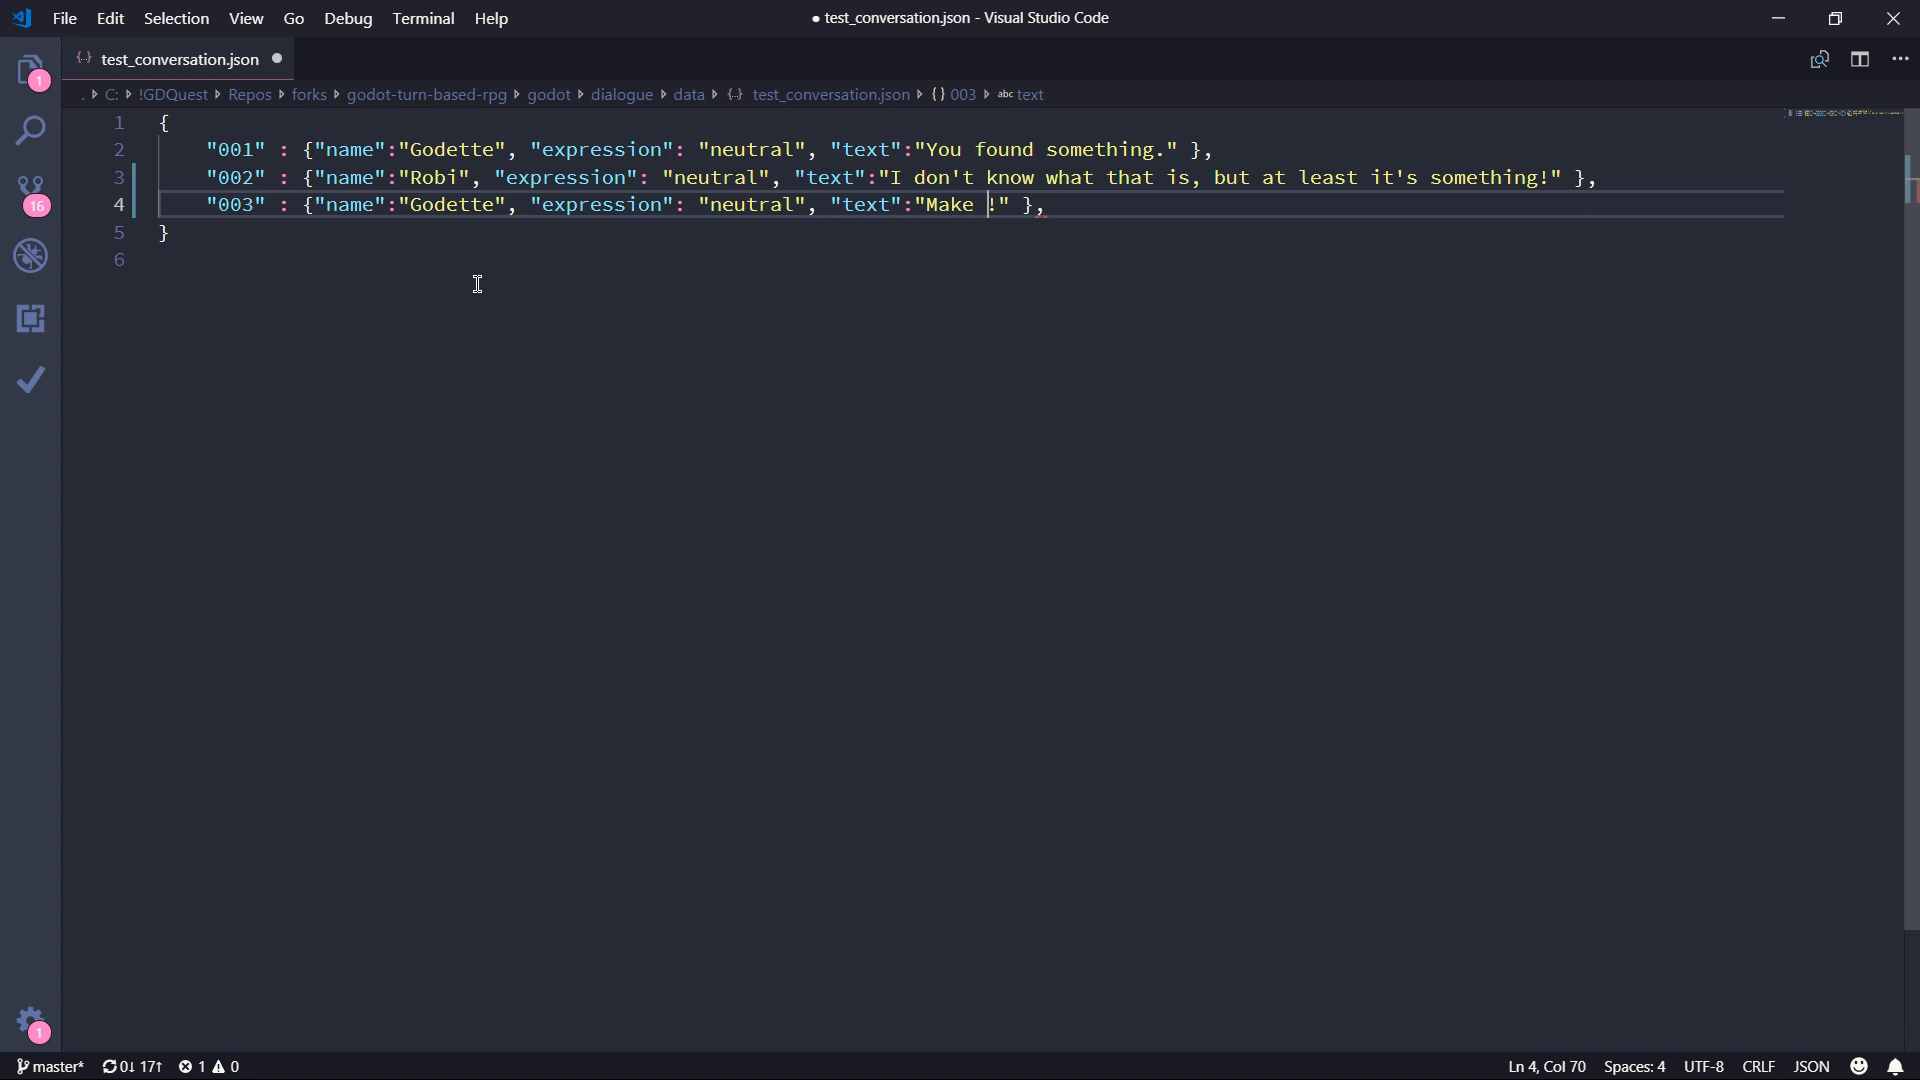 File Edit Selection View Go Debug Terminal Help ● test_conversation.json - Visual Studio Code
{..} test_conversation.json ●
. C: !GDQuest Repos forks godot-turn-based-rpg godot dialogue data {..} test_conversation.json {} 003 abc text
1 {
2 "001" : {"name":"Godette", "expression": "neutral", "text":"You found something." },
3 "002" : {"name":"Robi", "expression": "neutral", "text":"I don't know what that is, but at least it's something!" },
4 "003" : {"name":"Godette", "expression": "neutral", "text":"Make !" },
5 }
6
1
16
1
master* 0↓ 17↑ 1 0 Ln 4, Col 70 Spaces: 4 UTF-8 CRLF JSON